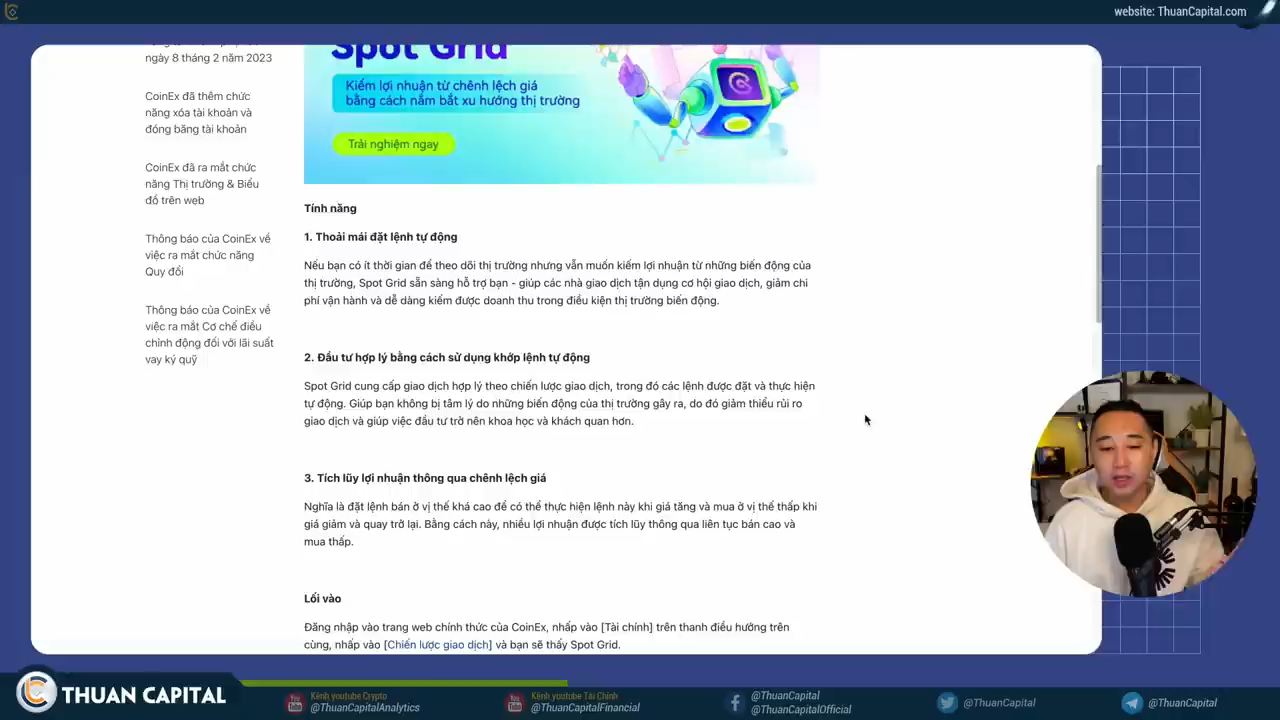 website: ThuanCapital.com
ngày 8 tháng 2 năm 2023
CoinEx đã thêm chức
năng xóa tài khoản và
đóng băng tài khoản
CoinEx đã ra mắt chức
năng Thị trường & Biểu
đồ trên web
Thông báo của CoinEx về
việc ra mắt chức năng
Quy đổi
Thông báo của CoinEx về
việc ra mắt Cơ chế điều
chỉnh động đối với lãi suất
vay ký quỹ
Spot Grid
Kiếm lợi nhuận từ chênh lệch giá
bằng cách nắm bắt xu hướng thị trường
Trải nghiệm ngay
Tính năng
1. Thoải mái đặt lệnh tự động
Nếu bạn có ít thời gian để theo dõi thị trường nhưng vẫn muốn kiếm lợi nhuận từ những biến động của
thị trường, Spot Grid sẵn sàng hỗ trợ bạn - giúp các nhà giao dịch tận dụng cơ hội giao dịch, giảm chi
phí vận hành và dễ dàng kiếm được doanh thu trong điều kiện thị trường biến động.
2. Đầu tư hợp lý bằng cách sử dụng khớp lệnh tự động
Spot Grid cung cấp giao dịch hợp lý theo chiến lược giao dịch, trong đó các lệnh được đặt và thực hiện
tự động. Giúp bạn không bị tâm lý do những biến động của thị trường gây ra, do đó giảm thiểu rủi ro
giao dịch và giúp việc đầu tư trở nên khoa học và khách quan hơn.
3. Tích lũy lợi nhuận thông qua chênh lệch giá
Nghĩa là đặt lệnh bán ở vị thế khá cao để có thể thực hiện lệnh này khi giá tăng và mua ở vị thế thấp khi
giá giảm và quay trở lại. Bằng cách này, nhiều lợi nhuận được tích lũy thông qua liên tục bán cao và
mua thấp.
Lối vào
Đăng nhập vào trang web chính thức của CoinEx, nhấp vào [Tài chính] trên thanh điều hướng trên
cùng, nhấp vào [Chiến lược giao dịch] và bạn sẽ thấy Spot Grid.
THUAN CAPITAL
Kênh youtube Crypto
@ThuanCapitalAnalytics
Kênh youtube Tài Chính
@ThuanCapitalFinancial
@ThuanCapital
@ThuanCapitalOfficial
@ThuanCapital
@ThuanCapital